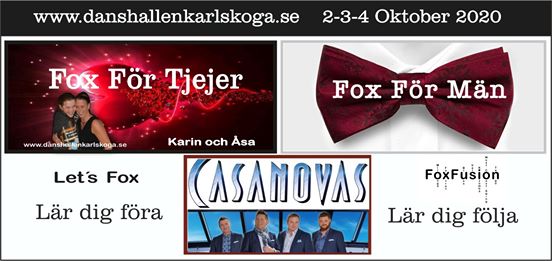 www.danshallenkarlskoga.se 2-3-4 Oktober 2020
Fox För Tjejer
www.danshallenkarlskoga.se
Karin och Åsa
Fox För Män
Let´s Fox
Lär dig föra
CASANOVAS
FoxFusion
Lär dig följa